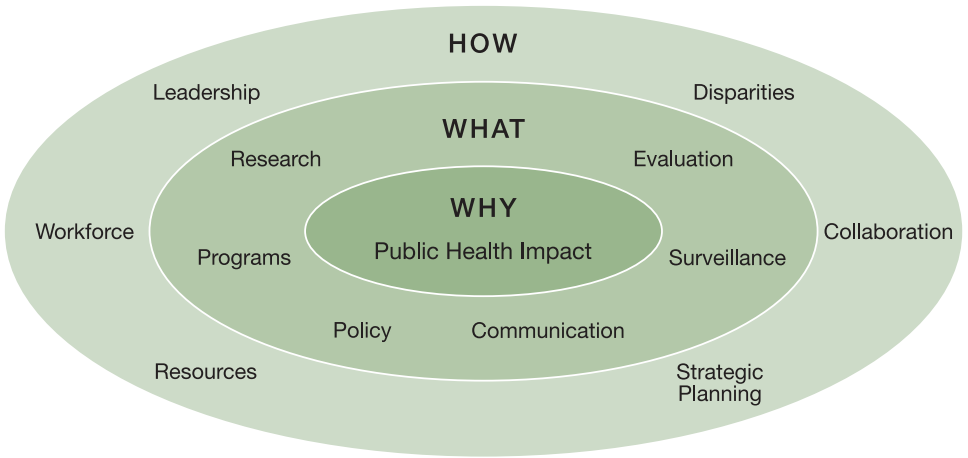 HOW
Leadership
Disparities
WHAT
Research
Evaluation
WHY
Workforce
Collaboration
Public Health Impact
Programs
Surveillance
Policy
Communication
Resources
Strategic
Planning